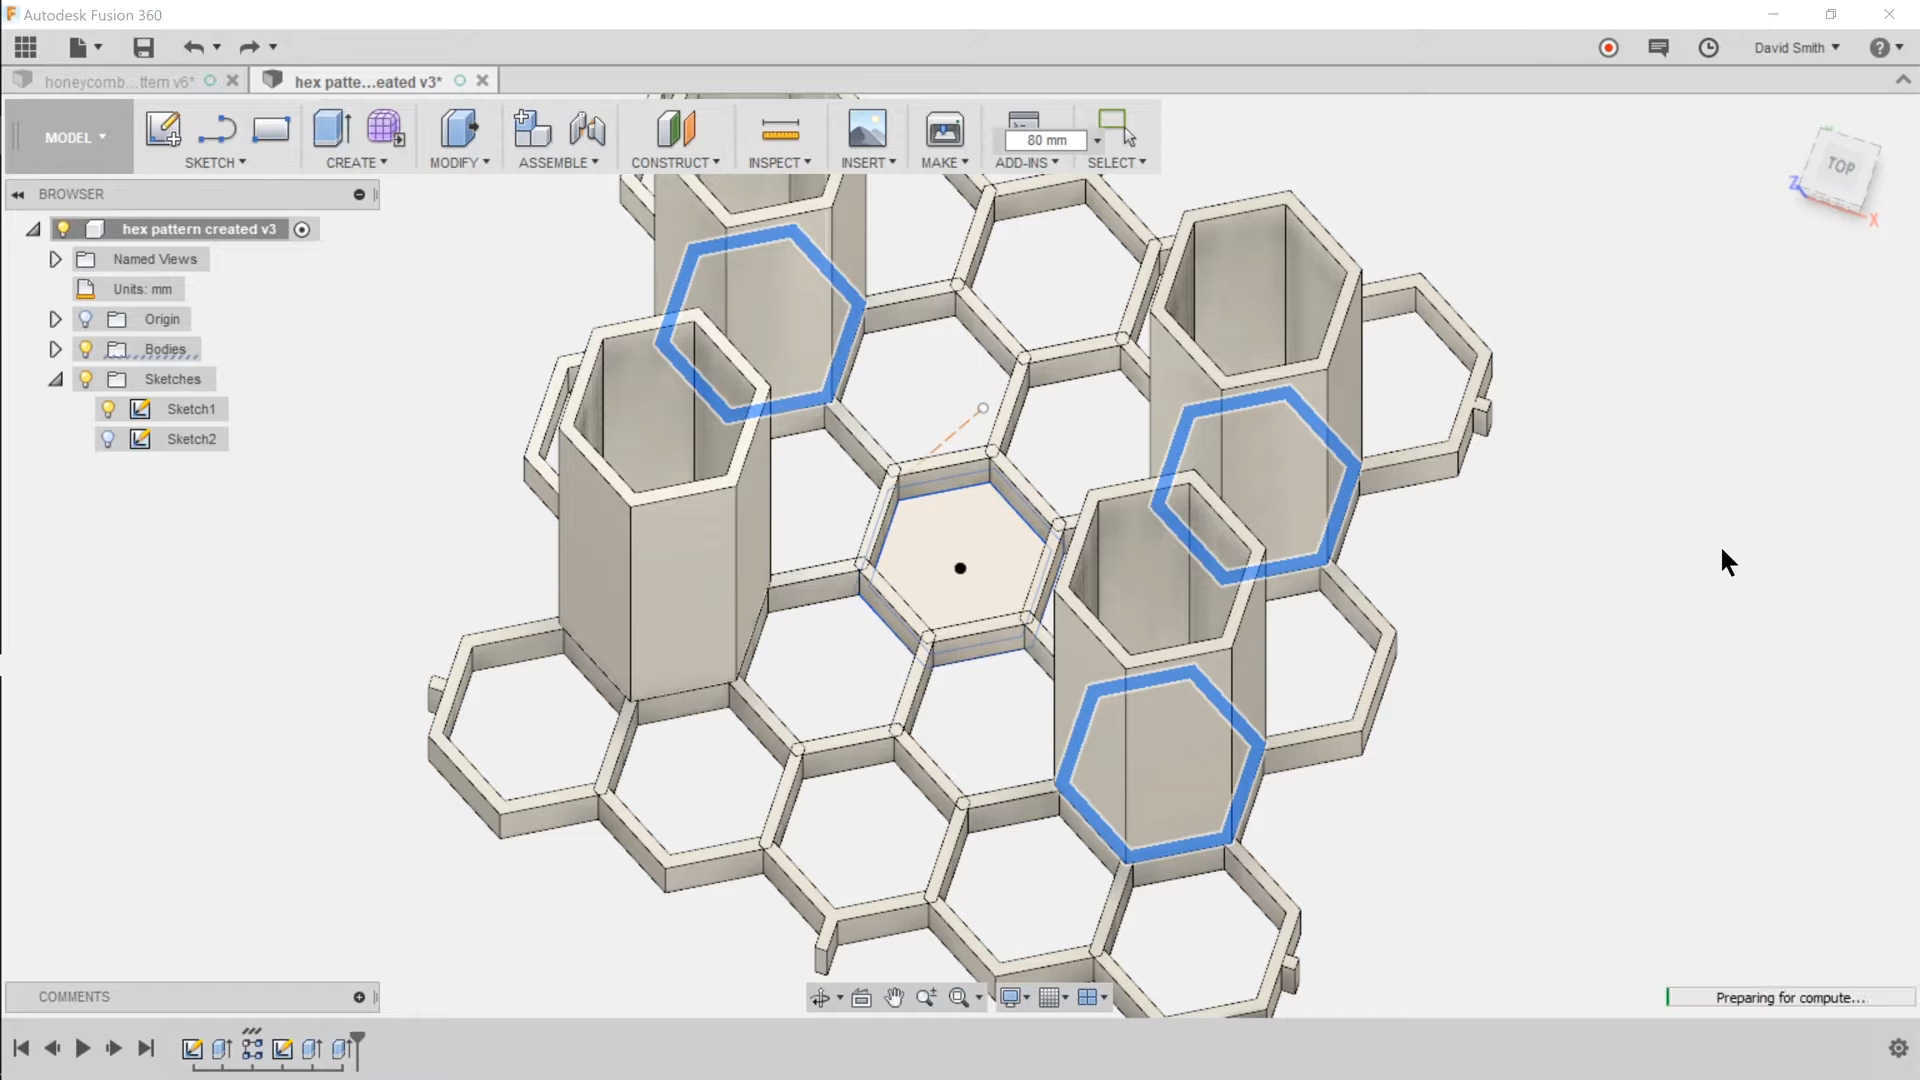 Autodesk Fusion 360
David Smith
honeycomb...ttern v6*
hex patte...eated v3*
MODEL
SKETCH
CREATE
MODIFY
ASSEMBLE
CONSTRUCT
INSPECT
INSERT
MAKE
80 mm
ADD-INS
SELECT
TOP
Z
X
BROWSER
hex pattern created v3
Named Views
Units: mm
Origin
Bodies
Sketches
Sketch1
Sketch2
COMMENTS
Preparing for compute...